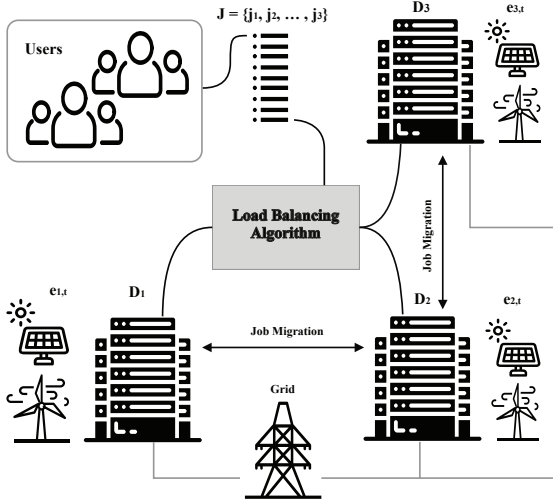 J = {j₁, j₂, … , j₃}
D₃
e₃,ₜ
Users
Load Balancing
Algorithm
Job Migration
e₁,ₜ
D₁
D₂
e₂,ₜ
Job Migration
Grid